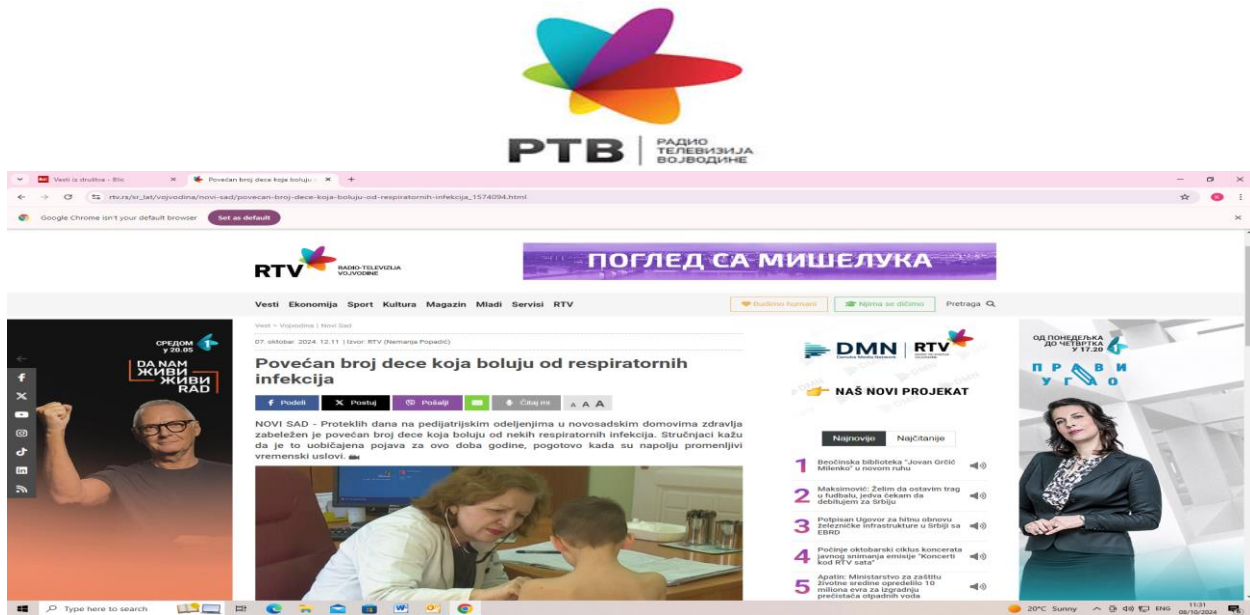 РТВ
РАДИО
ТЕЛЕВИЗИЈА
ВОЈВОДИНЕ
Vesti iz društva - Blic
Povećan broj dece koja boluju
rtv.rs/sr_lat/vojvodina/novi-sad/povecan-broj-dece-koja-boluju-od-respiratornih-infekcija_1574094.html
Google Chrome isn't your default browser
Set as default
RTV
RADIO-TELEVIZIJA
VOJVODINE
ПОГЛЕД СА МИШЕЛУКА
Vesti Ekonomija Sport Kultura Magazin Mladi Servisi RTV
Budimo humani
Njima se dičimo
Pretraga
Vest > Vojvodina | Novi Sad
07. oktobar 2024. 12.11 | Izvor: RTV (Nemanja Popadić)
Povećan broj dece koja boluju od respiratornih
infekcija
Podeli
X Postuj
Pošalji
Čitaj mi
A A A
NOVI SAD - Proteklih dana na pedijatrijskim odeljenjima u novosadskim domovima zdravlja
zabeležen je povećan broj dece koja boluju od nekih respiratornih infekcija. Stručnjaci kažu
da je to uobičajena pojava za ovo doba godine, pogotovo kada su napolju promenljivi
vremenski uslovi.
СРЕДОМ
у 20.05
1
DA NAM
ЖИВИ
ЖИВИ
RAD
DMN
RTV
NAŠ NOVI PROJEKAT
Najnovije
Najčitanije
1
Beočinska biblioteka "Jovan Grčić
Milenko" u novom ruhu
2
Maksimović: Želim da ostavim trag
u fudbalu, jedva čekam da
debitujem za Srbiju
3
Potpisan Ugovor za hitnu obnovu
železničke infrastrukture u Srbiji sa
EBRD
4
Počinje oktobarski ciklus koncerata
javnog snimanja emisije "Koncerti
kod RTV sata"
5
Apatin: Ministarstvo za zaštitu
životne sredine opredelilo 10
miliona evra za izgradnju
prečistača otpadnih voda
ОД ПОНЕДЕЉКА
ДО ЧЕТВРТКА
У 17.20
1
ПРАВИ
УГАО
Type here to search
20°C Sunny
ENG
11:31
08/10/2024